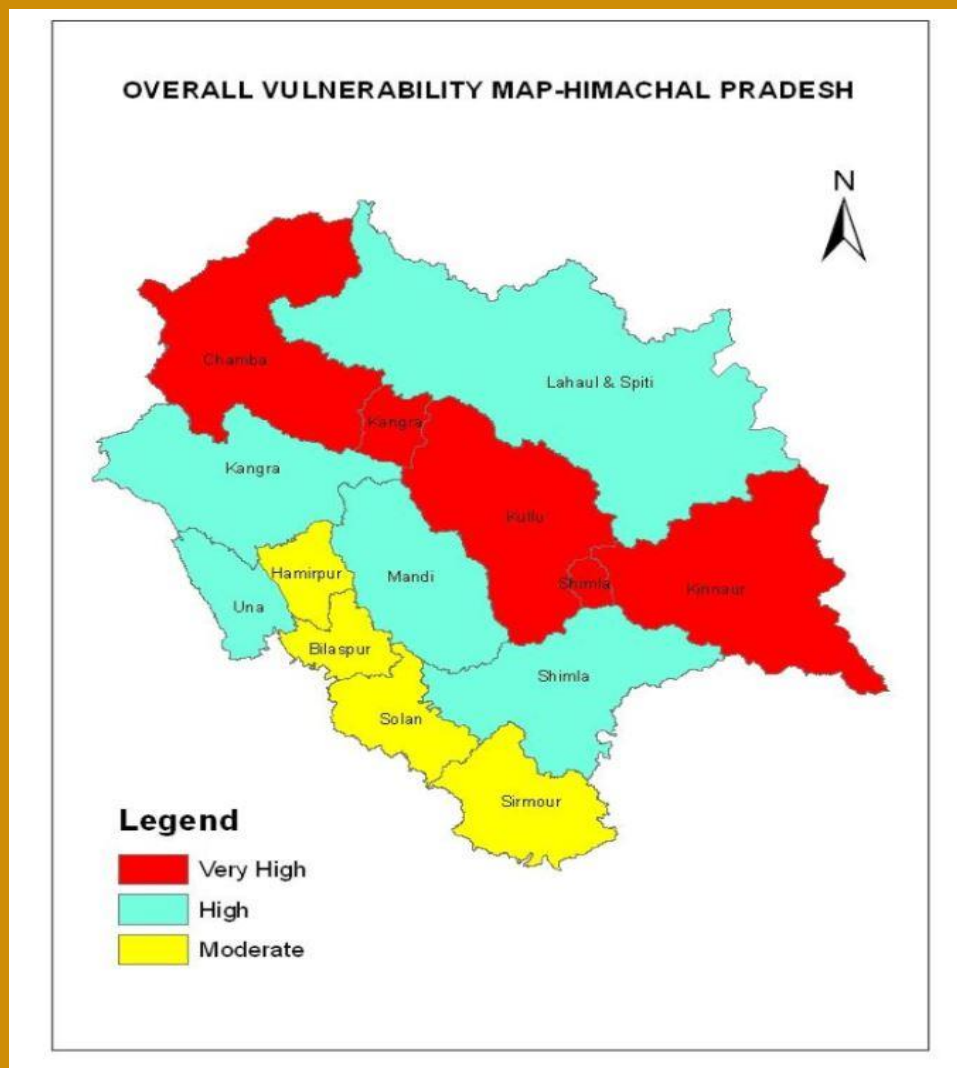 OVERALL VULNERABILITY MAP-HIMACHAL PRADESH
N
Chamba
Lahaul & Spiti
Kangra
Kangra
Kullu
Hamirpur
Mandi
Shimla
Kinnaur
Una
Bilaspur
Shimla
Solan
Sirmour
Legend
Very High
High
Moderate